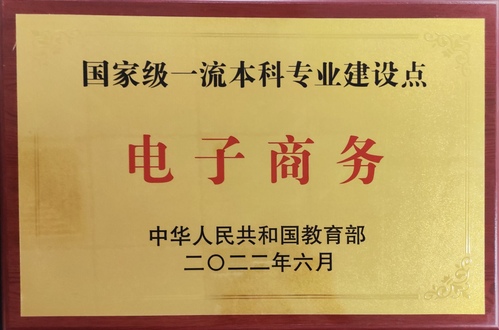 国家级一流本科专业建设点
电子商务
中华人民共和国教育部
二〇二二年六月